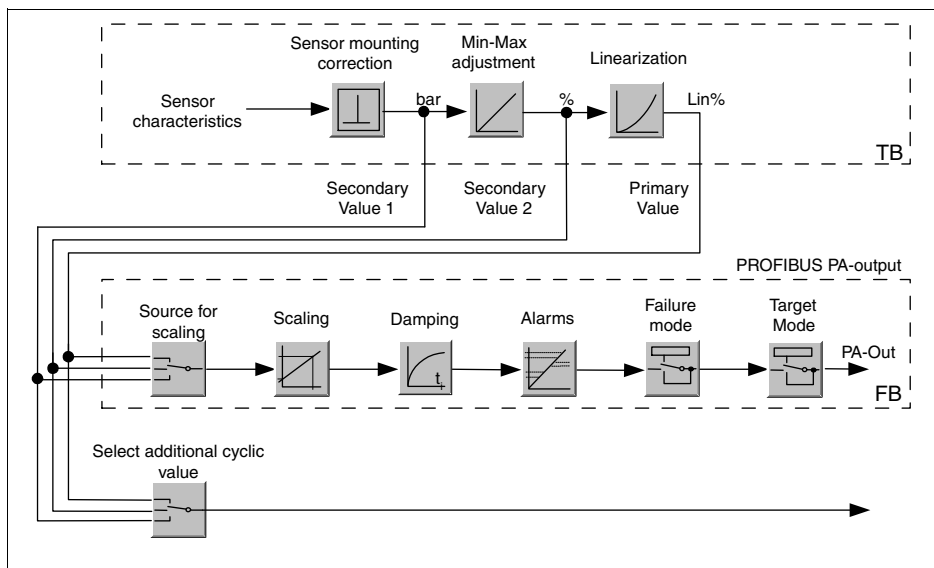 Sensor mounting
correction
Min-Max
adjustment
Linearization
Sensor
characteristics
bar
%
Lin%
TB
Secondary
Value 1
Secondary
Value 2
Primary
Value
PROFIBUS PA-output
Source for
scaling
Scaling
Damping
Alarms
Failure
mode
Target
Mode
t
PA-Out
FB
Select additional cyclic
value